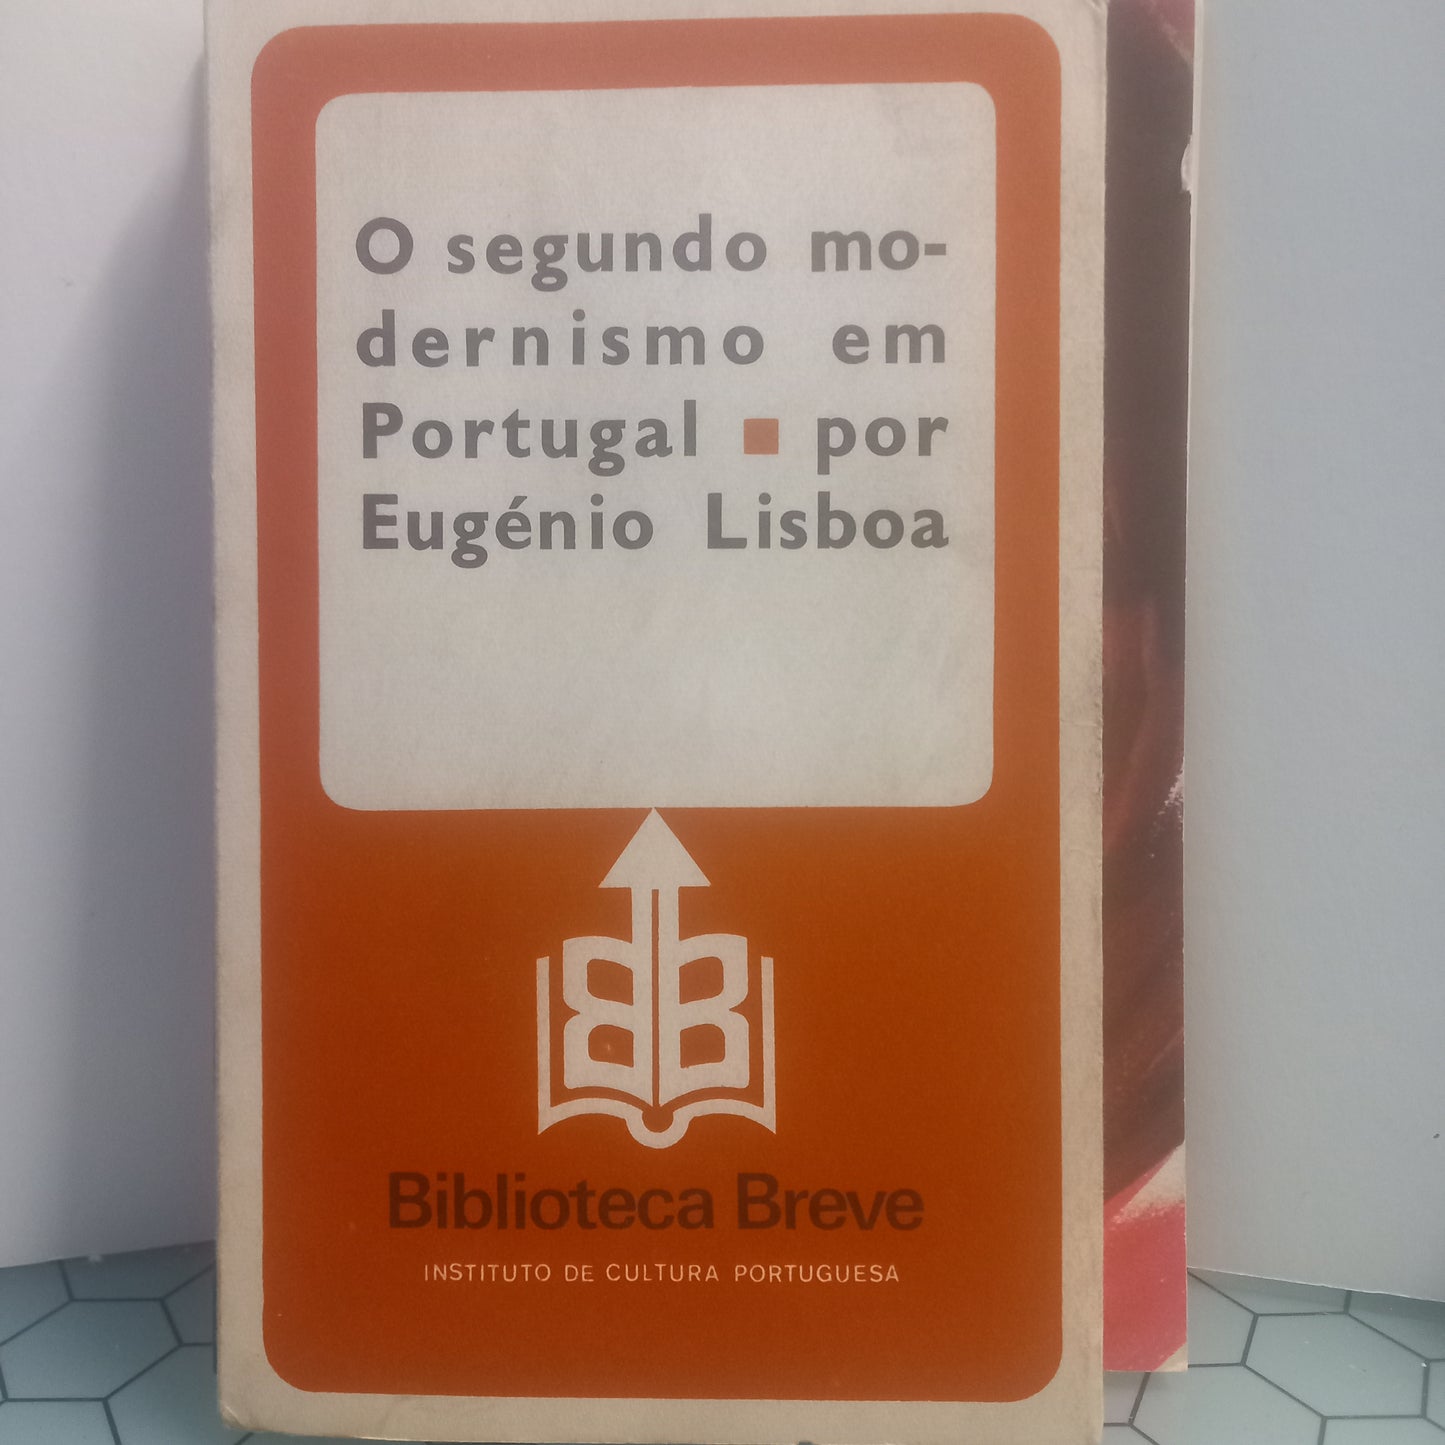 O segundo mo-
dernismo em
Portugal ▪ por
Eugénio Lisboa
BB
Biblioteca Breve
INSTITUTO DE CULTURA PORTUGUESA